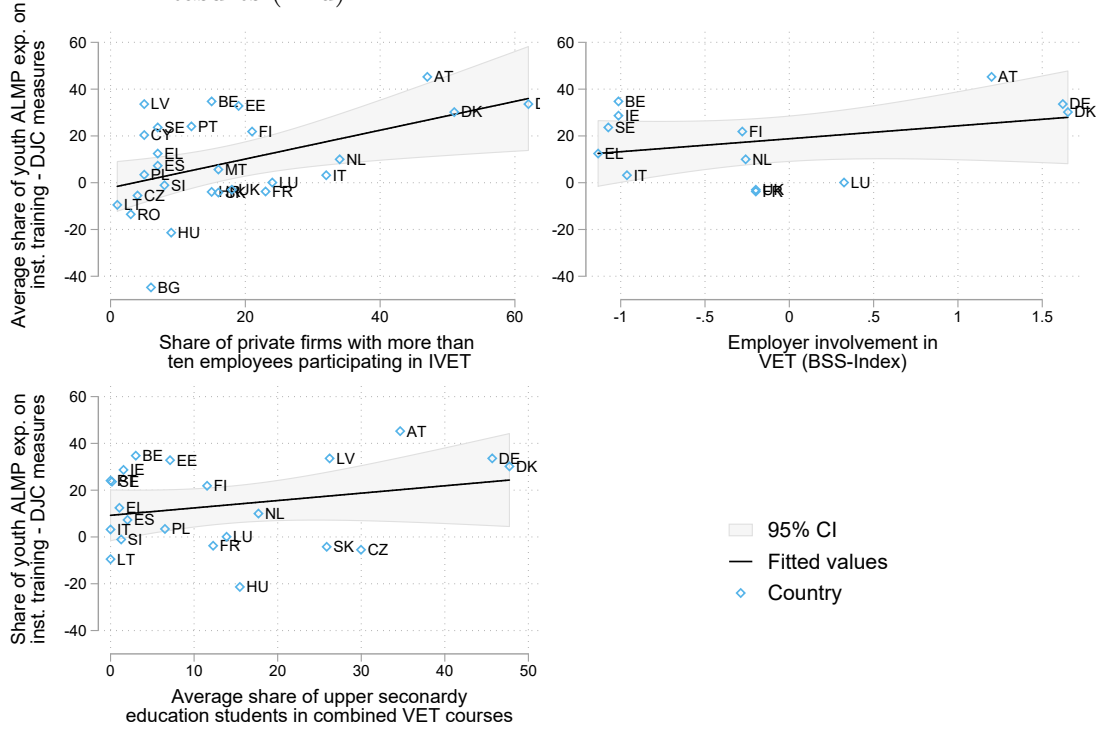 60
40
20
0
-20
-40
Average share of youth ALMP exp. on
inst. training - DJC measures
AT
DK
D
LV
BE
EE
SE
PT
CY
FI
EL
ES
NL
PL
MT
IT
SI
LU
CZ
UK
FR
SK
LT
RO
HU
BG
0 20 40 60
Share of private firms with more than
ten employees participating in IVET
60
40
20
0
-20
-40
AT
DE
DK
BE
IE
SE
FI
EL
NL
IT
LU
UK
FR
-1 -.5 0 .5 1 1.5
Employer involvement in
VET (BSS-Index)
60
40
20
0
-20
-40
Share of youth ALMP exp. on
inst. training - DJC measures
AT
BE
EE
LV
DE
DK
IE
PT
SE
FI
EL
ES
NL
IT
PL
SI
LU
FR
SK
CZ
LT
HU
0 10 20 30 40 50
Average share of upper seconardy
education students in combined VET courses
95% CI
Fitted values
Country